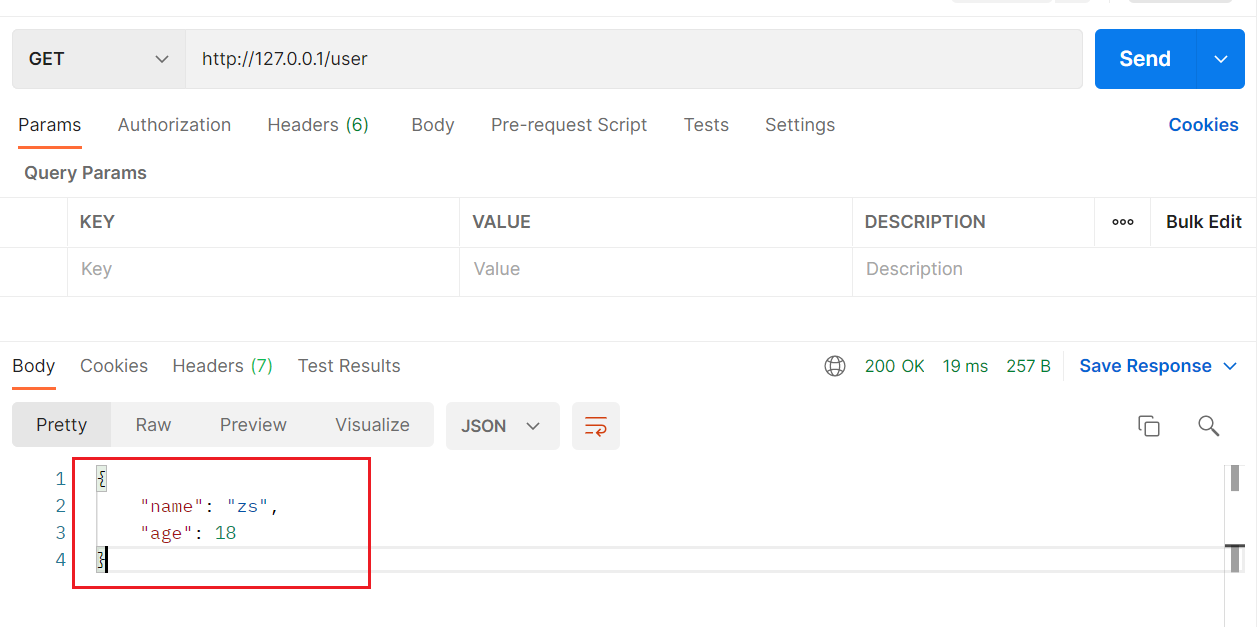 GET http://127.0.0.1/user Send
Params Authorization Headers (6) Body Pre-request Script Tests Settings Cookies
Query Params
KEY VALUE DESCRIPTION ooo Bulk Edit
Key Value Description
Body Cookies Headers (7) Test Results 200 OK 19 ms 257 B Save Response
Pretty Raw Preview Visualize JSON
1 {
2 "name": "zs",
3 "age": 18
4 }